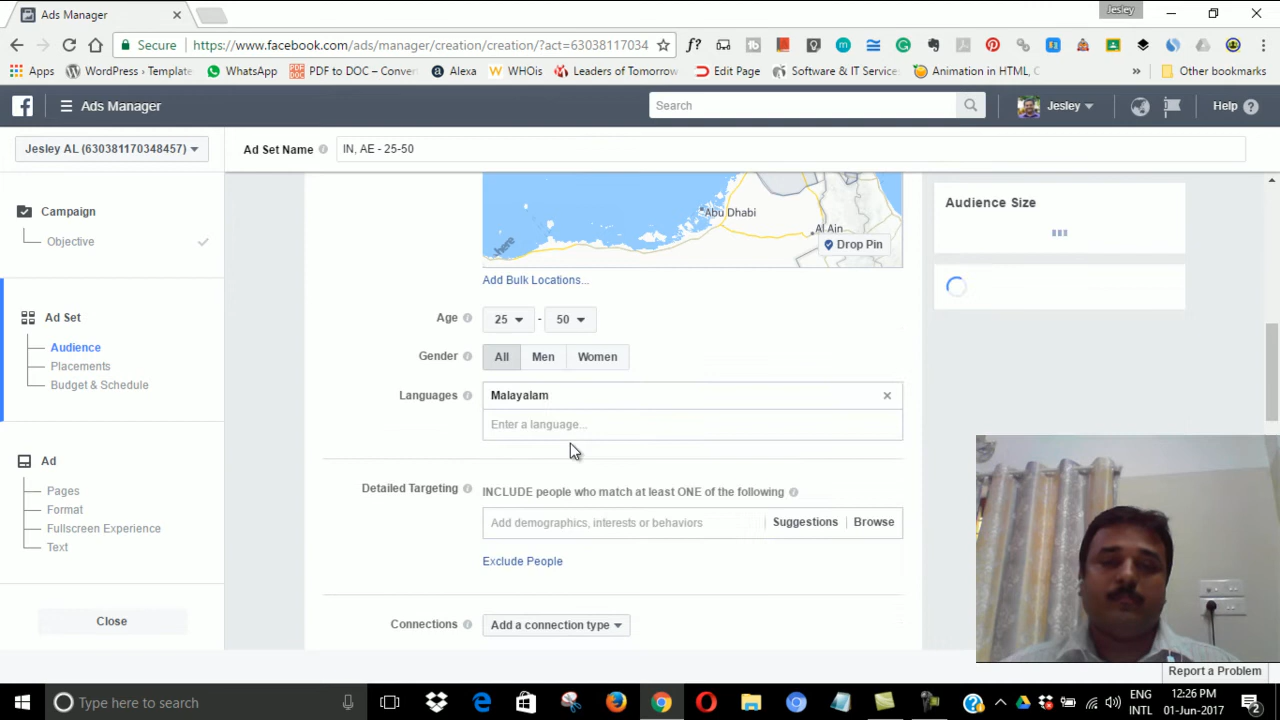 Ads Manager
Jesley
Secure
https://www.facebook.com/ads/manager/creation/creation/?act=63038117034
Apps
WordPress › Template
WhatsApp
PDF to DOC – Conver
Alexa
WHOis
Leaders of Tomorrow
Edit Page
Software & IT Service
Animation in HTML, C
»
Other bookmarks
Ads Manager
Search
Jesley
Help
Jesley AL (630381170348457)
Ad Set Name
IN, AE - 25-50
Campaign
Objective
Ad Set
Audience
Placements
Budget & Schedule
Ad
Pages
Format
Fullscreen Experience
Text
Close
Abu Dhabi
Al Ain
here
Drop Pin
Add Bulk Locations...
Age
25
-
50
Gender
All
Men
Women
Languages
Malayalam
Enter a language...
Detailed Targeting
INCLUDE people who match at least ONE of the following
Add demographics, interests or behaviors
Suggestions
Browse
Exclude People
Connections
Add a connection type
Audience Size
Report a Problem
Type here to search
ENG
INTL
12:26 PM
01-Jun-2017
2